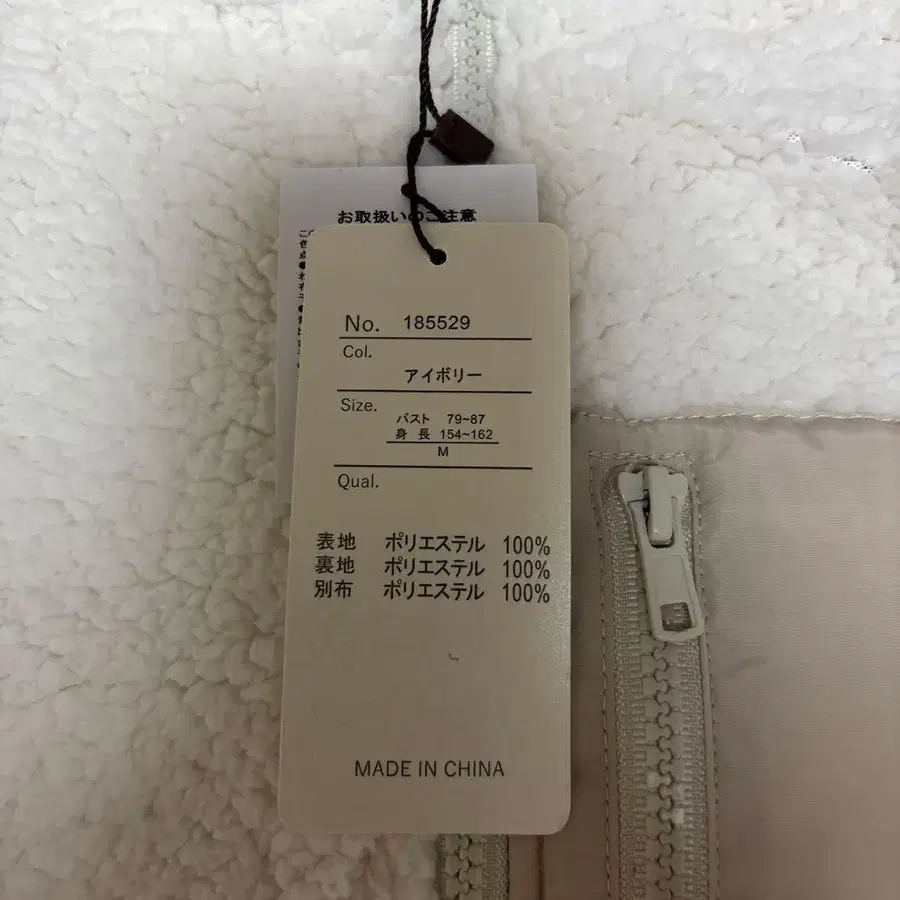 お取扱いのご注意
No. 185529
Col.
アイボリー
Size.
バスト 79~87
身長 154~162
M
Qual.
表地 ポリエステル 100%
裏地 ポリエステル 100%
別布 ポリエステル 100%
MADE IN CHINA